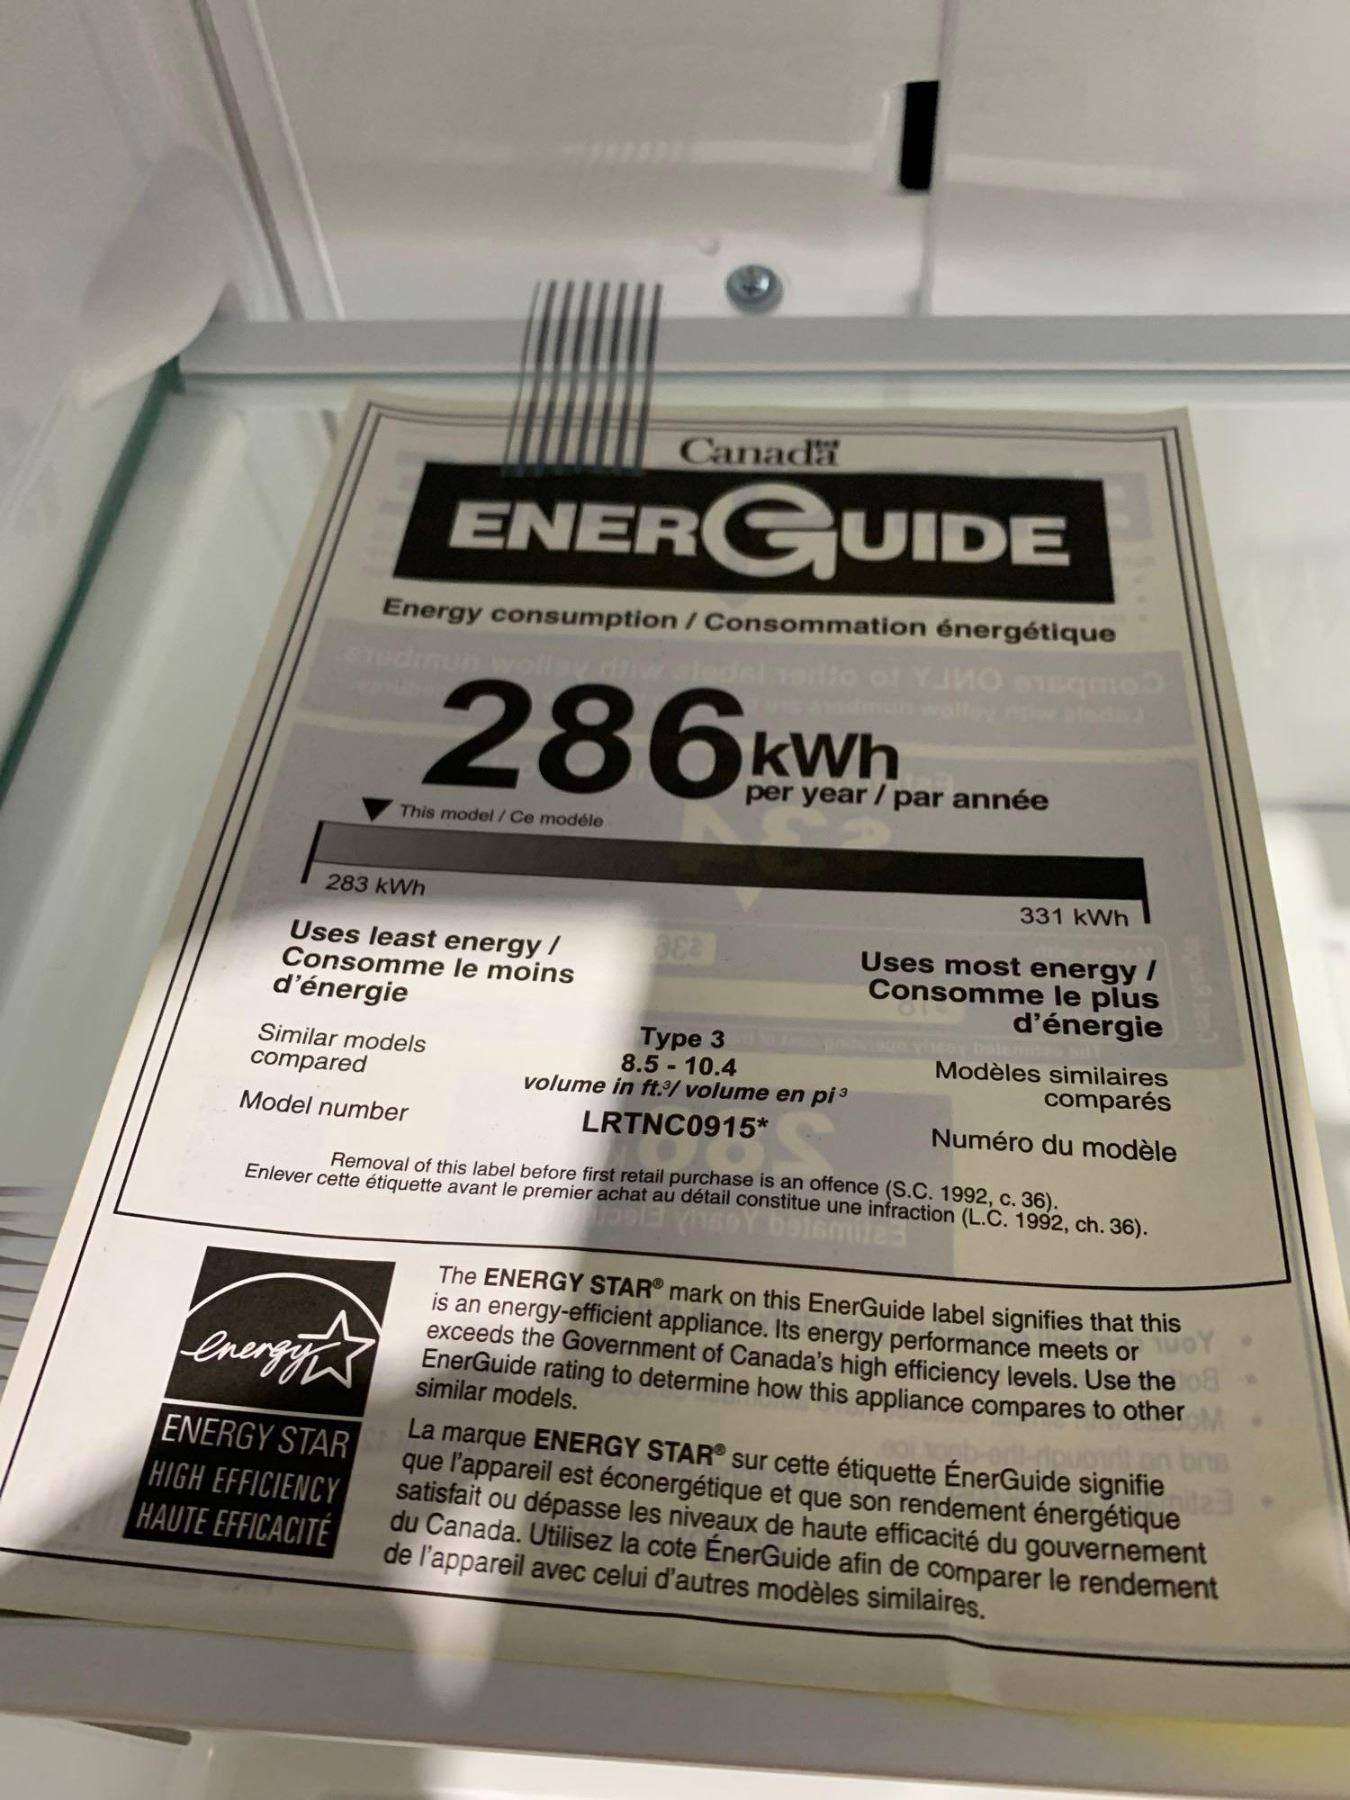 Canada
ENERGUIDE
Energy consumption / Consommation énergétique
286 kWh
per year / par année
This model / Ce modéle
283 kWh
331 kWh
Uses least energy /
Consomme le moins
d'énergie
Uses most energy /
Consomme le plus
d'énergie
Similar models
compared
Type 3
8.5 - 10.4
volume in ft.³/ volume en pi³
Modèles similaires
comparés
Model number
LRTNC0915*
Numéro du modèle
Removal of this label before first retail purchase is an offence (S.C. 1992, c. 36).
Enlever cette étiquette avant le premier achat au détail constitue une infraction (L.C. 1992, ch. 36).
energy
ENERGY STAR
HIGH EFFICIENCY
HAUTE EFFICACITÉ
The ENERGY STAR® mark on this EnerGuide label signifies that this
is an energy-efficient appliance. Its energy performance meets or
exceeds the Government of Canada's high efficiency levels. Use the
EnerGuide rating to determine how this appliance compares to other
similar models.
La marque ENERGY STAR® sur cette étiquette ÉnerGuide signifie
que l'appareil est éconergétique et que son rendement énergétique
satisfait ou dépasse les niveaux de haute efficacité du gouvernement
du Canada. Utilisez la cote ÉnerGuide afin de comparer le rendement
de l'appareil avec celui d'autres modèles similaires.